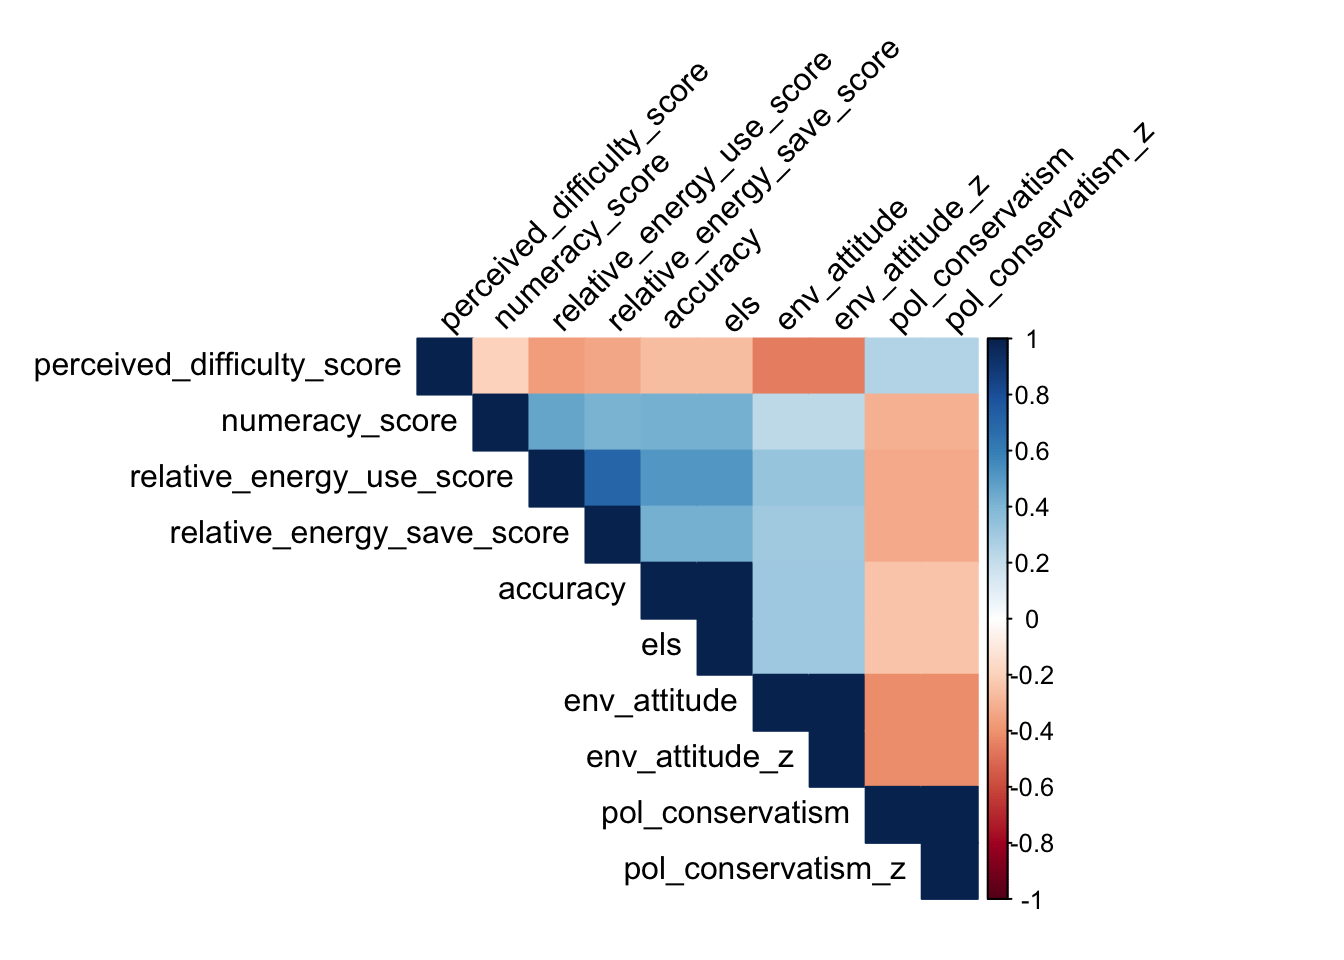 perceived_difficulty_score
numeracy_score
relative_energy_use_score
relative_energy_save_score
accuracy
els
env_attitude
env_attitude_z
pol_conservatism
pol_conservatism_z
perceived_difficulty_score
numeracy_score
relative_energy_use_score
relative_energy_save_score
accuracy
els
env_attitude
env_attitude_z
pol_conservatism
pol_conservatism_z
1
0.8
0.6
0.4
0.2
0
-0.2
-0.4
-0.6
-0.8
-1